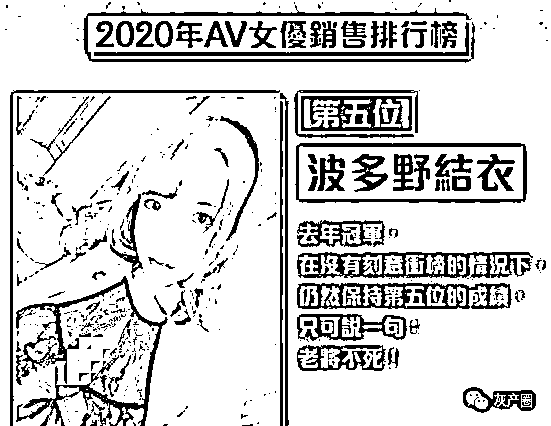 2020年AV女優銷售排行榜
【第五位】
波多野結衣
去年冠軍，
在沒有刻意衝榜的情況下，
仍然保持第五位的成績，
只可說一句：
老將不死！
灰产圈